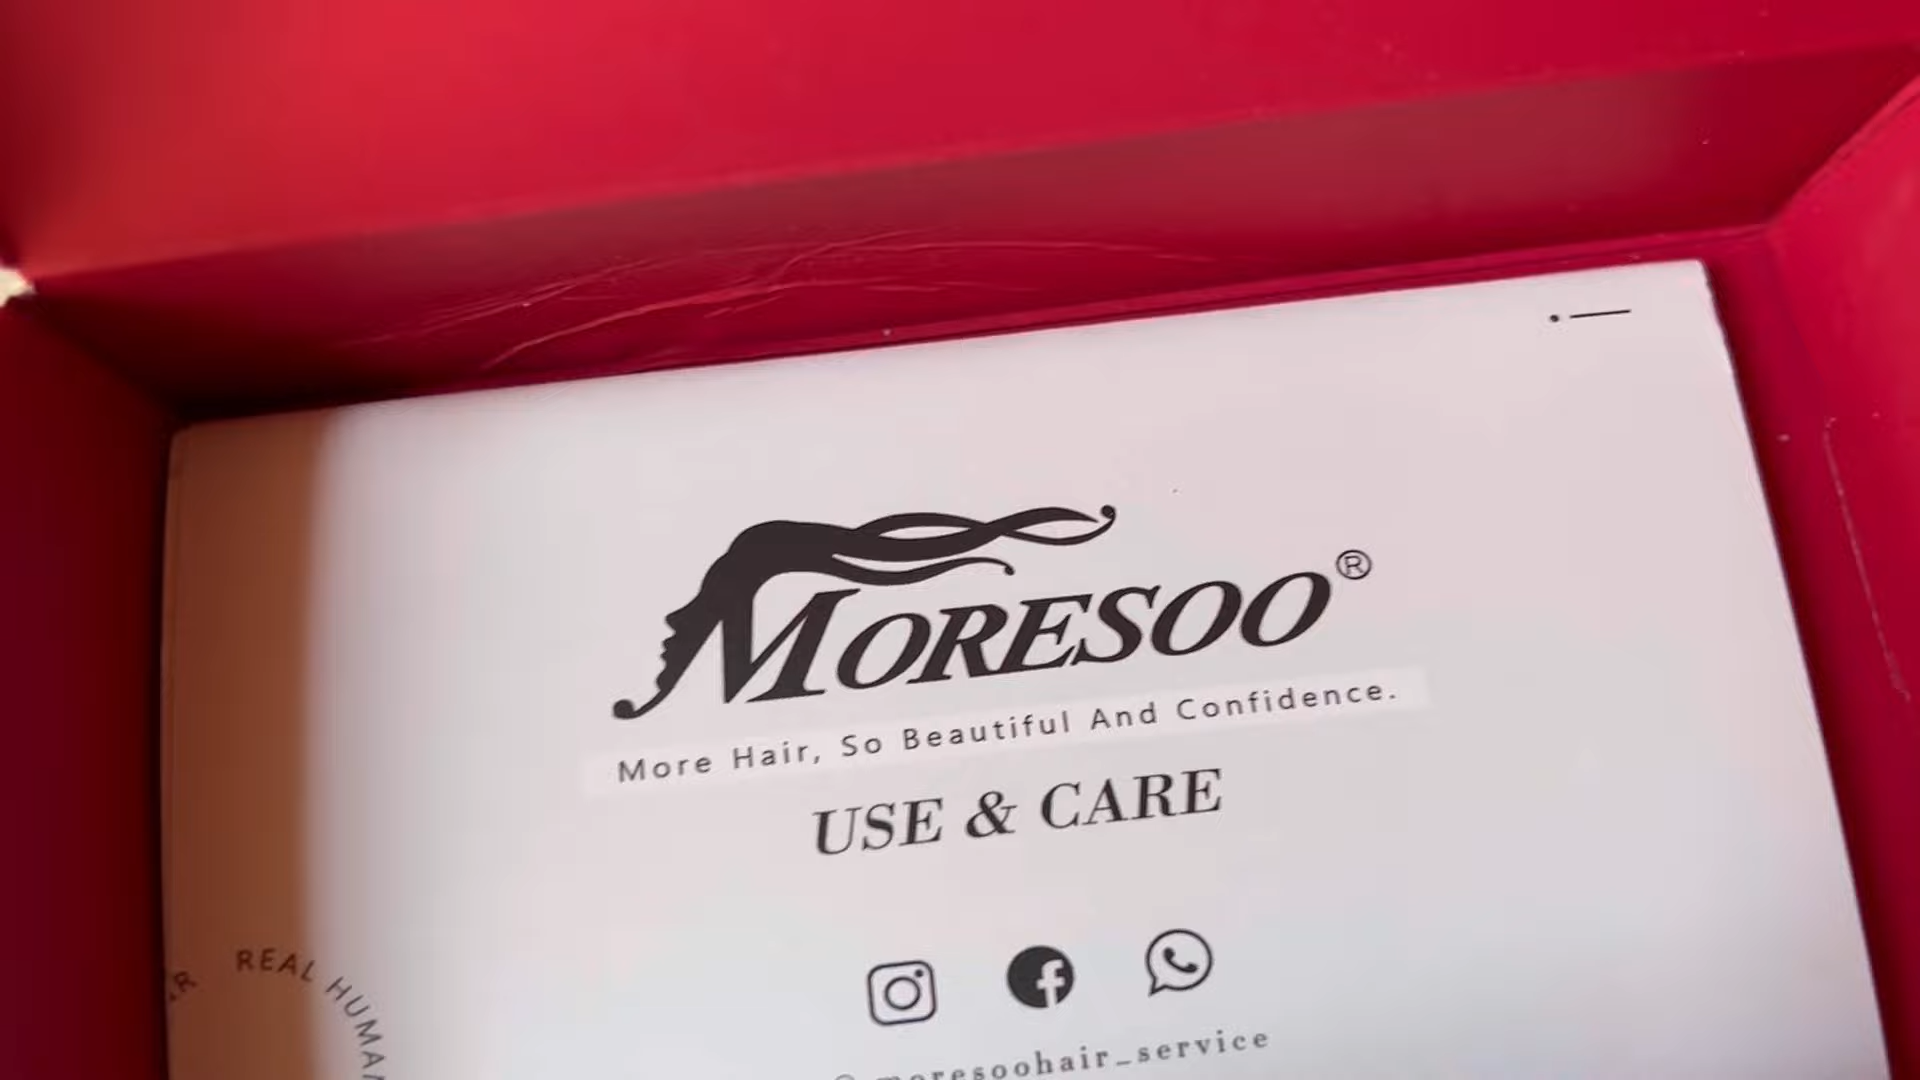 MORESOO®
More Hair, So Beautiful And Confidence.
USE & CARE
REAL HUMAN
@moresoohair_service